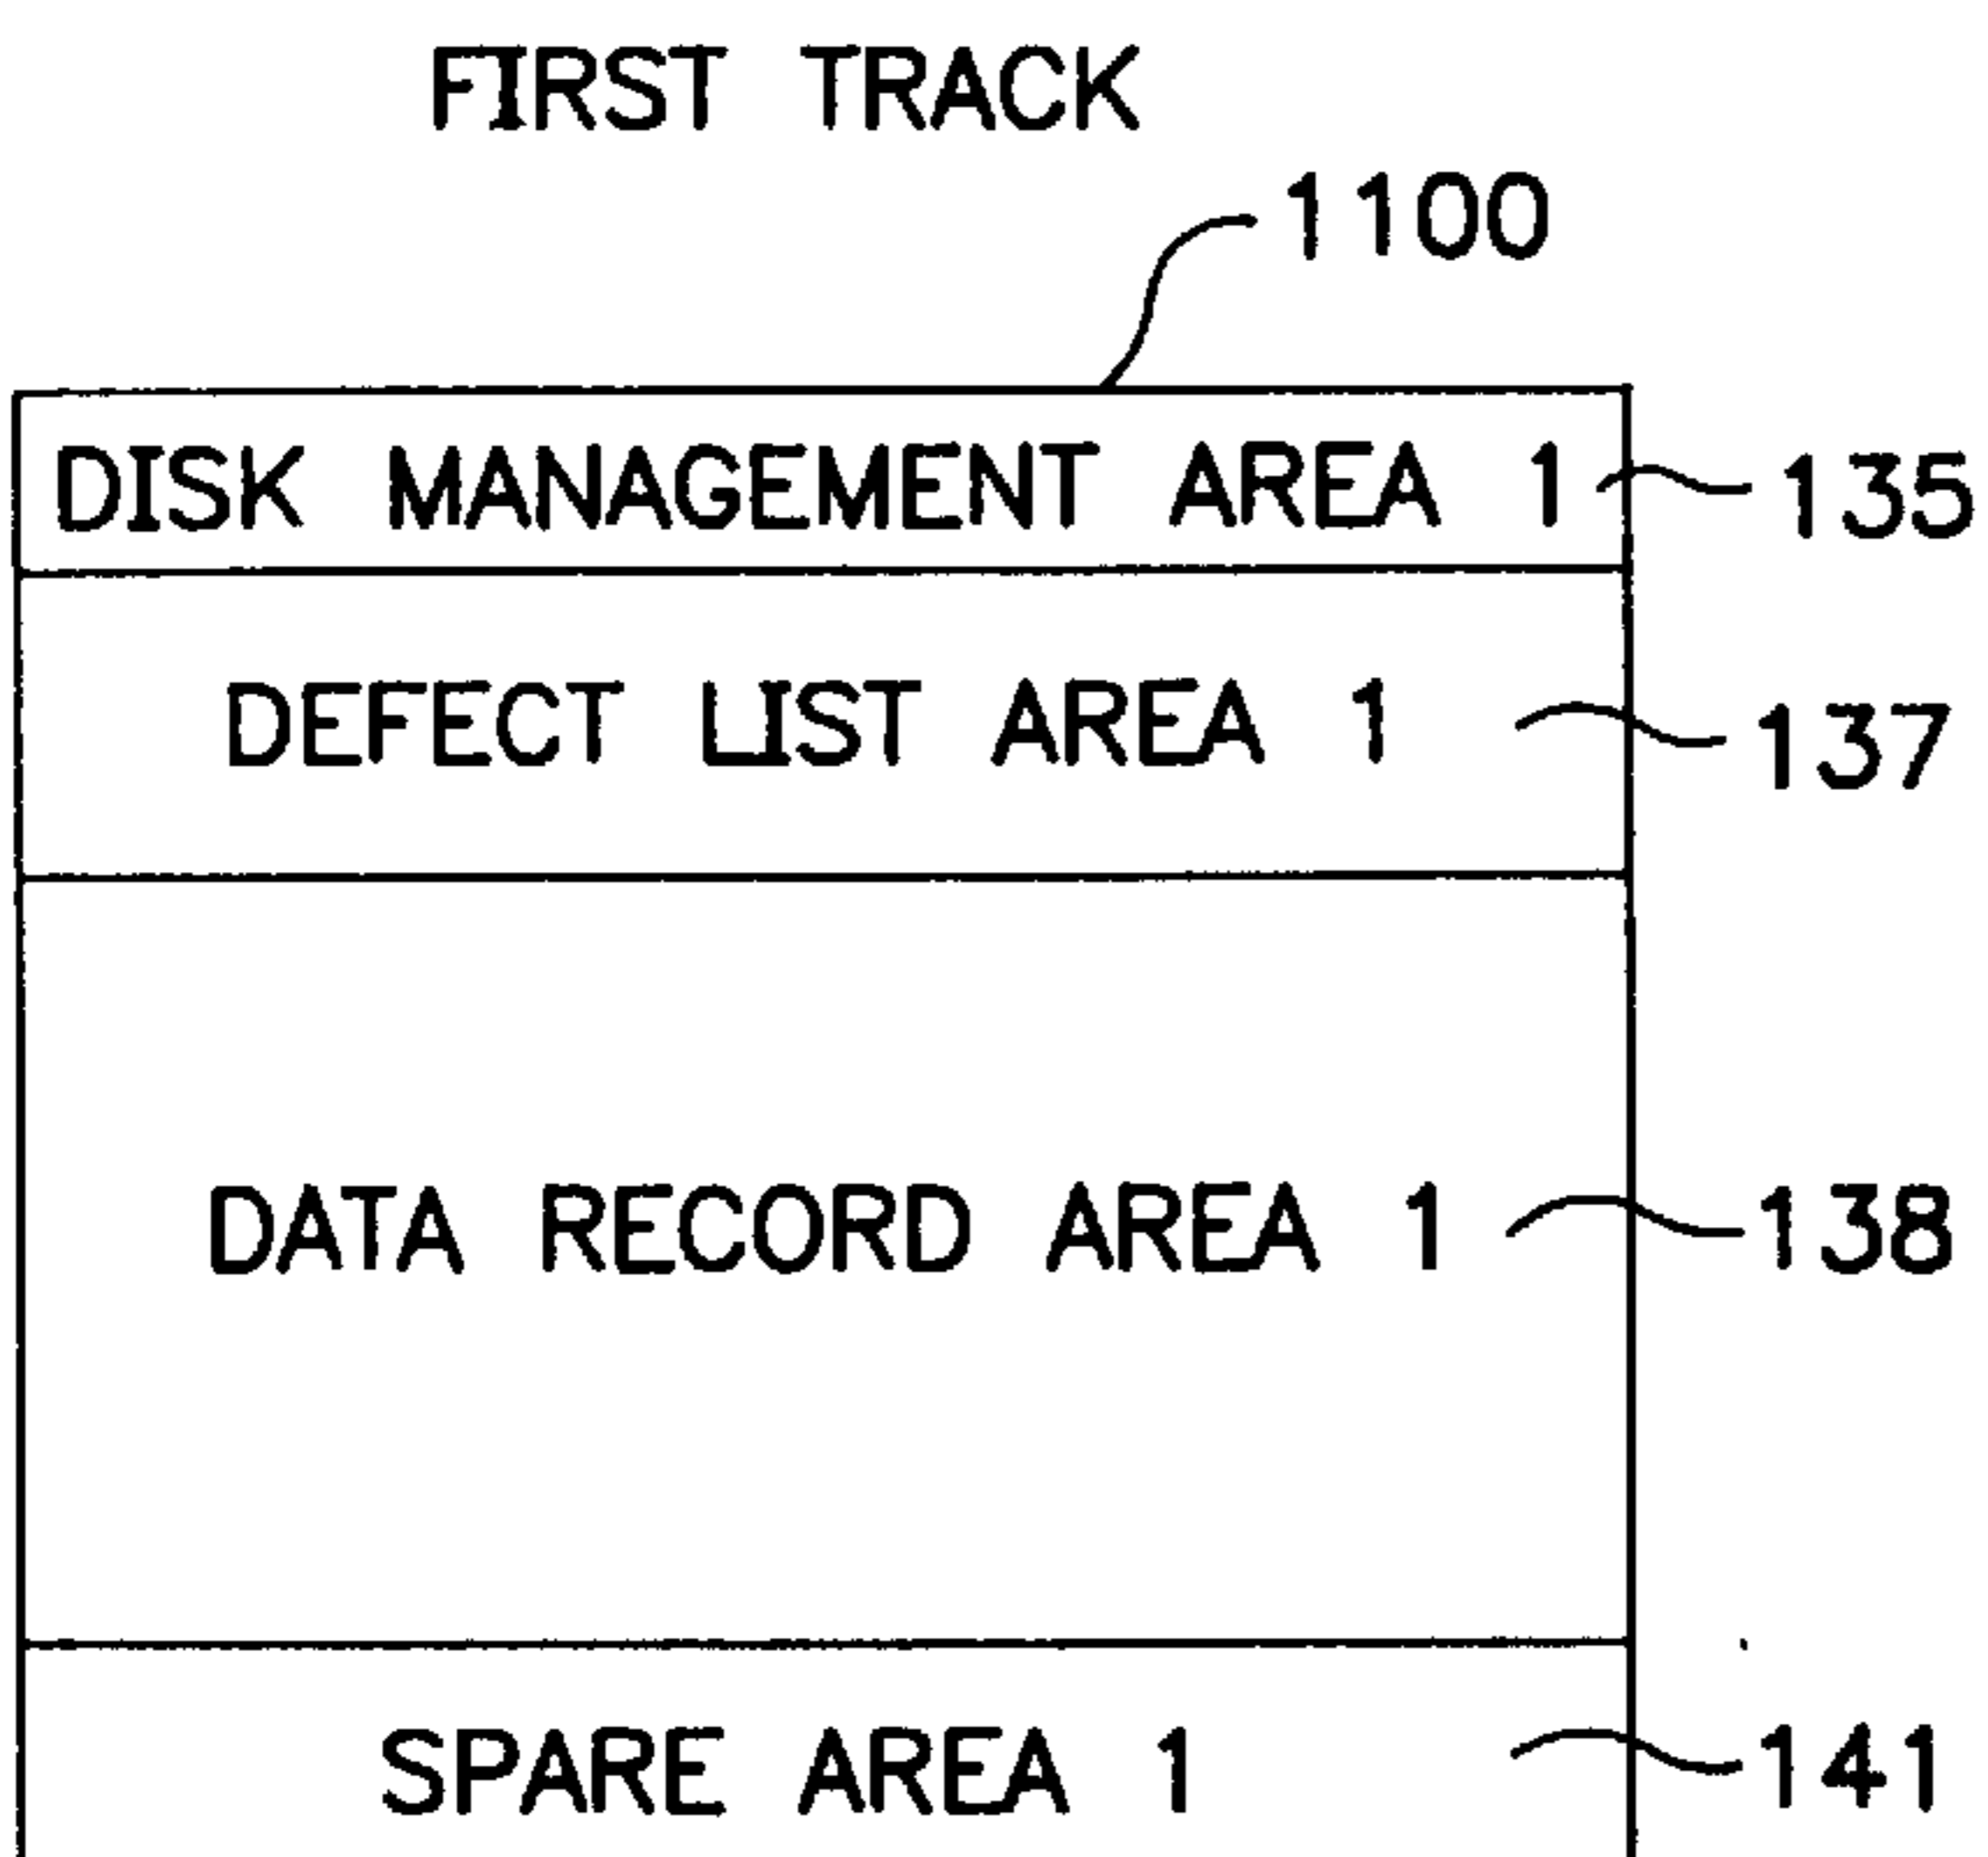 FIRST TRACK
1100
DISK MANAGEMENT AREA 1 135
DEFECT LIST AREA 1 137
DATA RECORD AREA 1 138
SPARE AREA 1 141